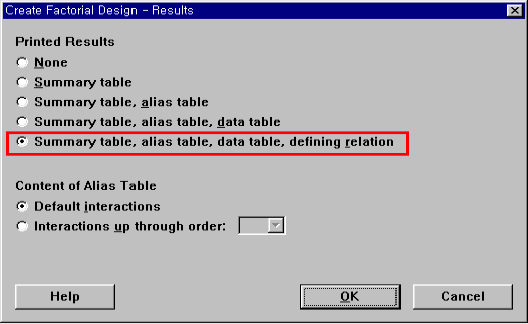 Create Factorial Design - Results
Printed Results
None
Summary table
Summary table, alias table
Summary table, alias table, data table
Summary table, alias table, data table, defining relation
Content of Alias Table
Default interactions
Interactions up through order:
Help OK Cancel